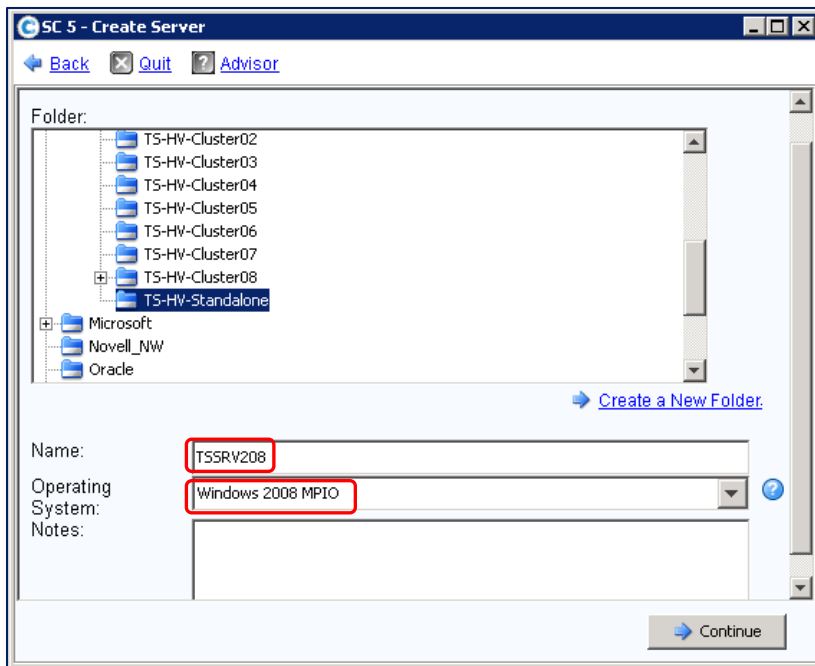 SC 5 - Create Server
Back Quit Advisor
Folder:
TS-HV-Cluster02
TS-HV-Cluster03
TS-HV-Cluster04
TS-HV-Cluster05
TS-HV-Cluster06
TS-HV-Cluster07
TS-HV-Cluster08
TS-HV-Standalone
Microsoft
Novell_NW
Oracle
Create a New Folder.
Name: TSSRV208
Operating System: Windows 2008 MPIO
Notes:
Continue